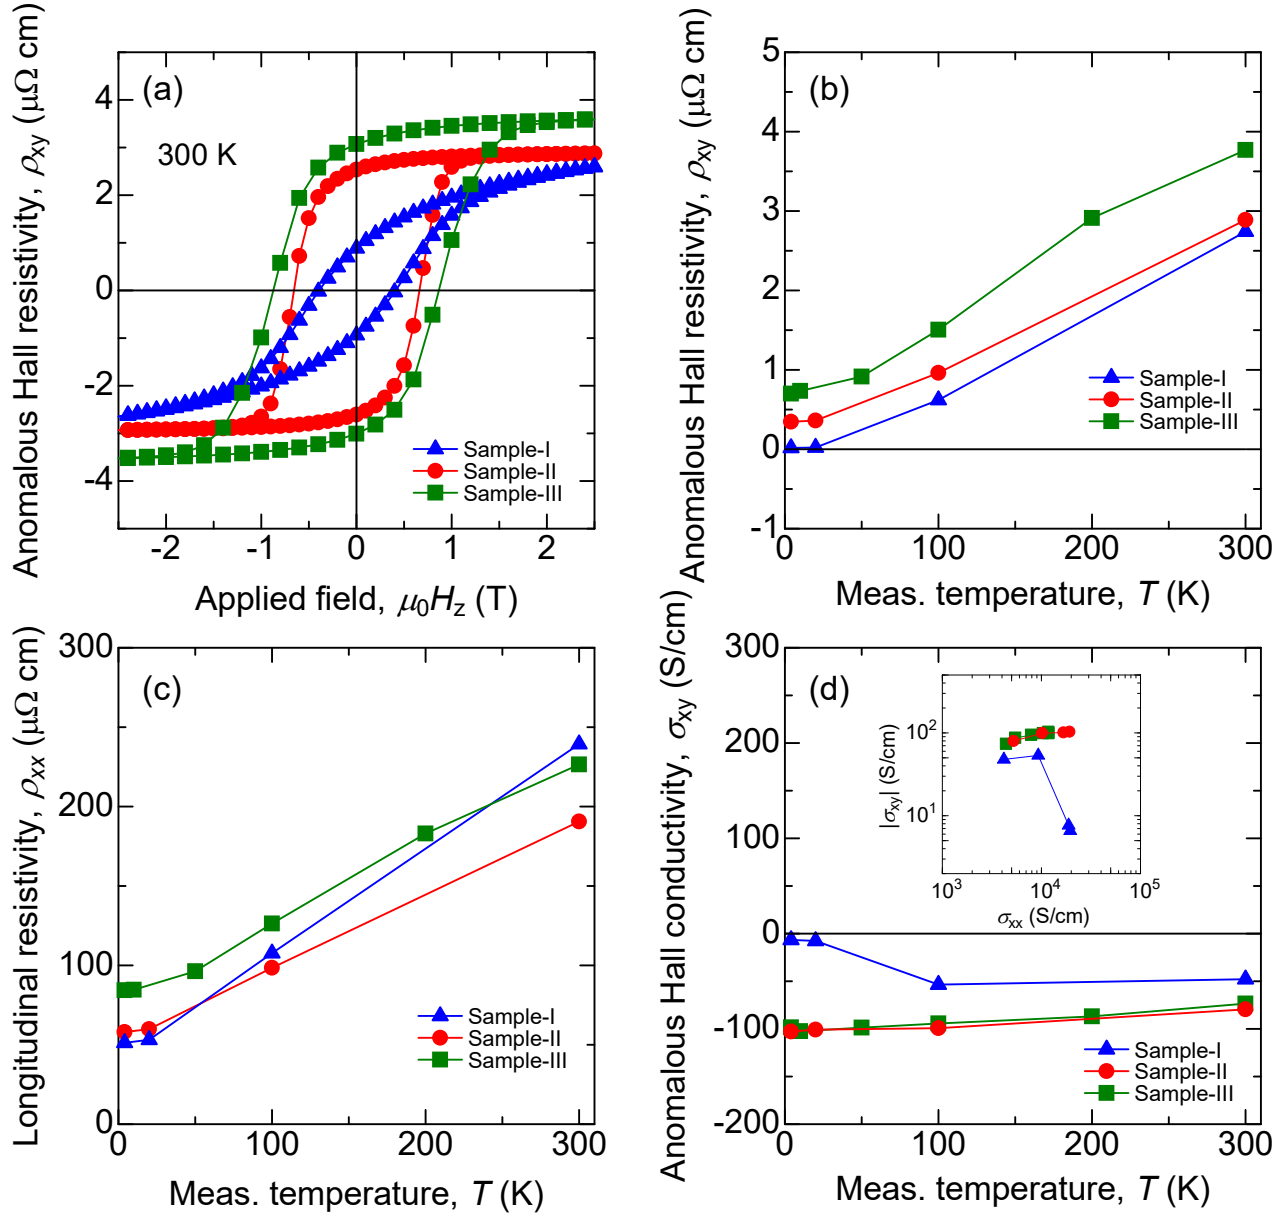 (a)
300 K
Anomalous Hall resistivity, ρxy (μΩ cm)
4
2
0
-2
-4
-2
-1
0
1
2
Applied field, μ0Hz (T)
Sample-I
Sample-II
Sample-III
(b)
Anomalous Hall resistivity, ρxy (μΩ cm)
5
4
3
2
1
0
-1
0
100
200
300
Meas. temperature, T (K)
Sample-I
Sample-II
Sample-III
(c)
Longitudinal resistivity, ρxx (μΩ cm)
300
200
100
0
0
100
200
300
Meas. temperature, T (K)
Sample-I
Sample-II
Sample-III
(d)
Anomalous Hall conductivity, σxy (S/cm)
300
200
100
0
-100
-200
0
100
200
300
Meas. temperature, T (K)
|σxy| (S/cm)
10²
10¹
10³
10⁴
10⁵
σxx (S/cm)
Sample-I
Sample-II
Sample-III